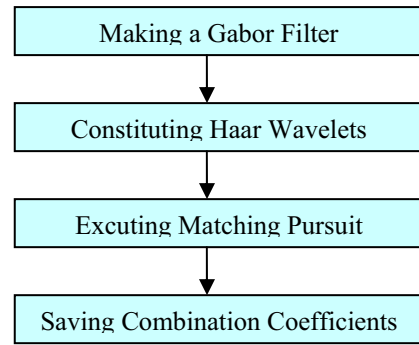 Making a Gabor Filter
Constituting Haar Wavelets
Excuting Matching Pursuit
Saving Combination Coefficients